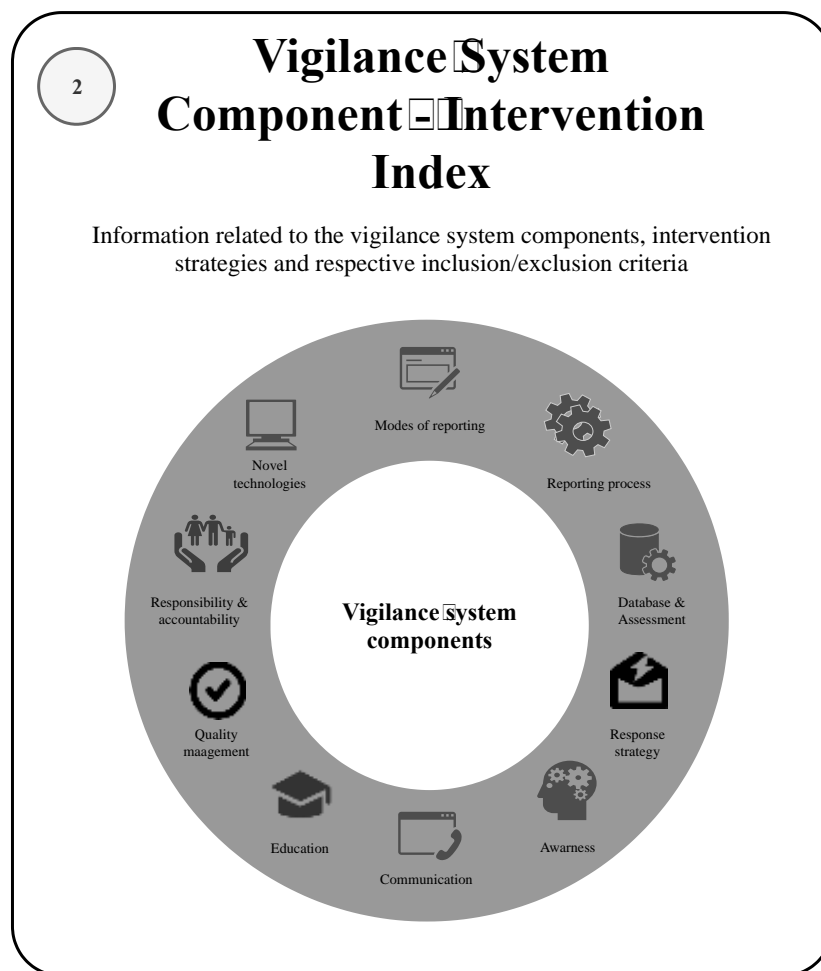 2
Vigilance System
Component - Intervention
Index
Information related to the vigilance system components, intervention
strategies and respective inclusion/exclusion criteria
Modes of reporting
Reporting process
Database &
Assessment
Response
strategy
Awarness
Communication
Education
Quality
maagement
Responsibility &
accountability
Novel
technologies
Vigilance system
components